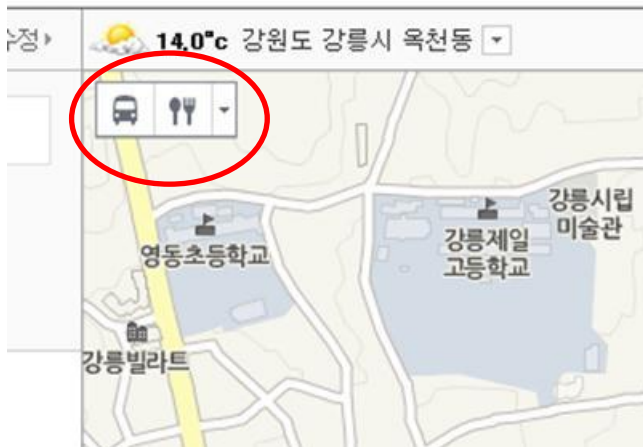 수정
14.0°c 강원도 강릉시 옥천동
강릉시립
미술관
강릉제일
고등학교
영동초등학교
강릉빌라트